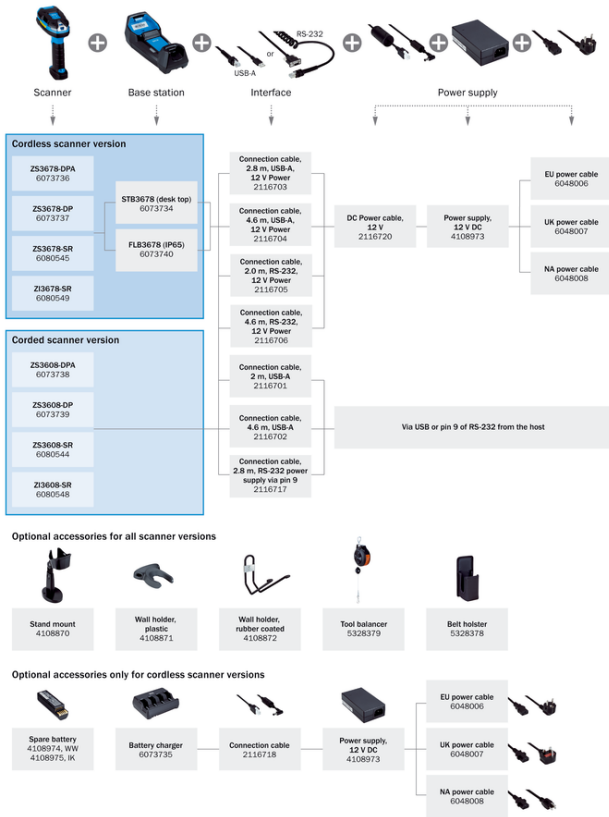 RS-232
or
USB-A
Scanner
Base station
Interface
Power supply
Cordless scanner version
ZS3678-DPA
6073736
ZS3678-DP
6073737
ZS3678-SR
6080545
ZI3678-SR
6080549
STB3678 (desk top)
6073734
FLB3678 (IP65)
6073740
Connection cable,
2.8 m, USB-A,
12 V Power
2116703
Connection cable,
4.6 m, USB-A,
12 V Power
2116704
Connection cable,
2.0 m, RS-232,
12 V Power
2116705
Connection cable,
4.6 m, RS-232,
12 V Power
2116706
DC Power cable,
12 V
2116720
Power supply,
12 V DC
4108973
EU power cable
6048006
UK power cable
6048007
NA power cable
6048008
Corded scanner version
ZS3608-DPA
6073738
ZS3608-DP
6073739
ZS3608-SR
6080544
ZI3608-SR
6080548
Connection cable,
2 m, USB-A
2116701
Connection cable,
4.6 m, USB-A
2116702
Connection cable,
2.8 m, RS-232 power
supply via pin 9
2116717
Via USB or pin 9 of RS-232 from the host
Optional accessories for all scanner versions
Stand mount
4108870
Wall holder,
plastic
4108871
Wall holder,
rubber coated
4108872
Tool balancer
5328379
Belt holster
5328378
Optional accessories only for cordless scanner versions
Spare battery
4108974, WW
4108975, IK
Battery charger
6073735
Connection cable
2116718
Power supply,
12 V DC
4108973
EU power cable
6048006
UK power cable
6048007
NA power cable
6048008